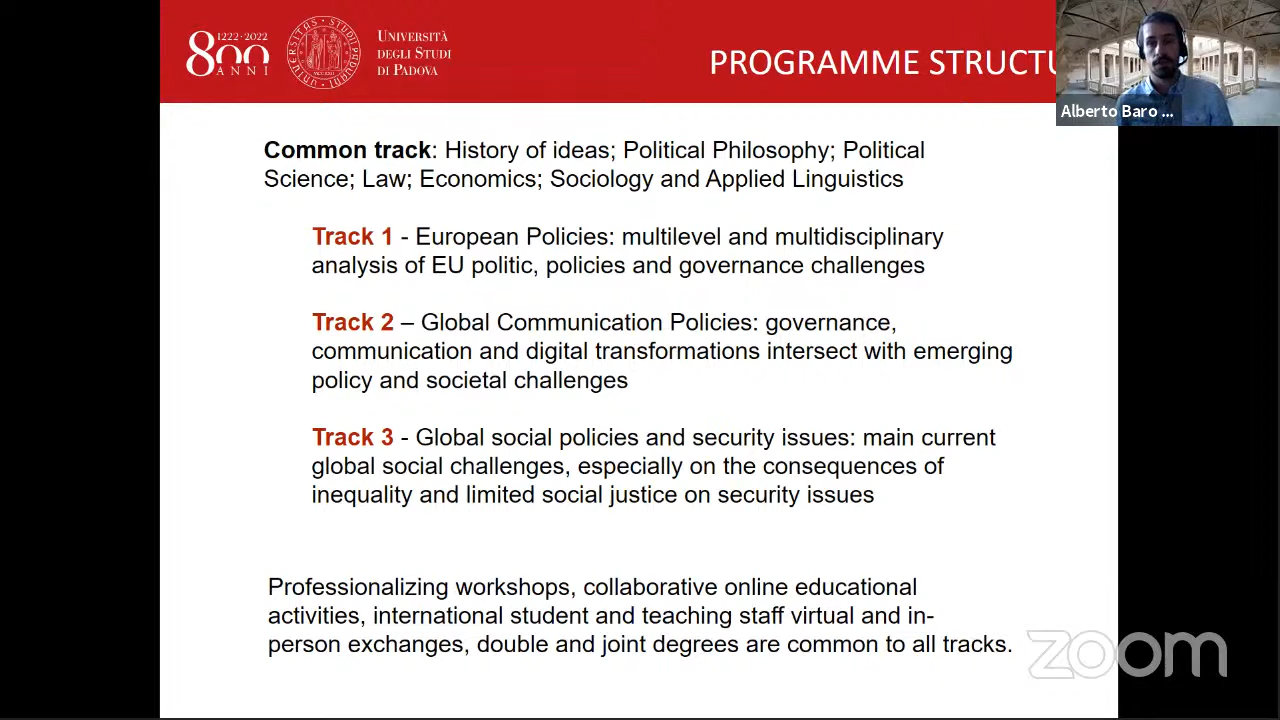 1222·2022
800
ANNI
UNIVERSITÀ
DEGLI STUDI
DI PADOVA
PROGRAMME STRUCTU
Alberto Baro ...
Common track: History of ideas; Political Philosophy; Political
Science; Law; Economics; Sociology and Applied Linguistics
Track 1 - European Policies: multilevel and multidisciplinary
analysis of EU politic, policies and governance challenges
Track 2 – Global Communication Policies: governance,
communication and digital transformations intersect with emerging
policy and societal challenges
Track 3 - Global social policies and security issues: main current
global social challenges, especially on the consequences of
inequality and limited social justice on security issues
Professionalizing workshops, collaborative online educational
activities, international student and teaching staff virtual and in-
person exchanges, double and joint degrees are common to all tracks.
zoom